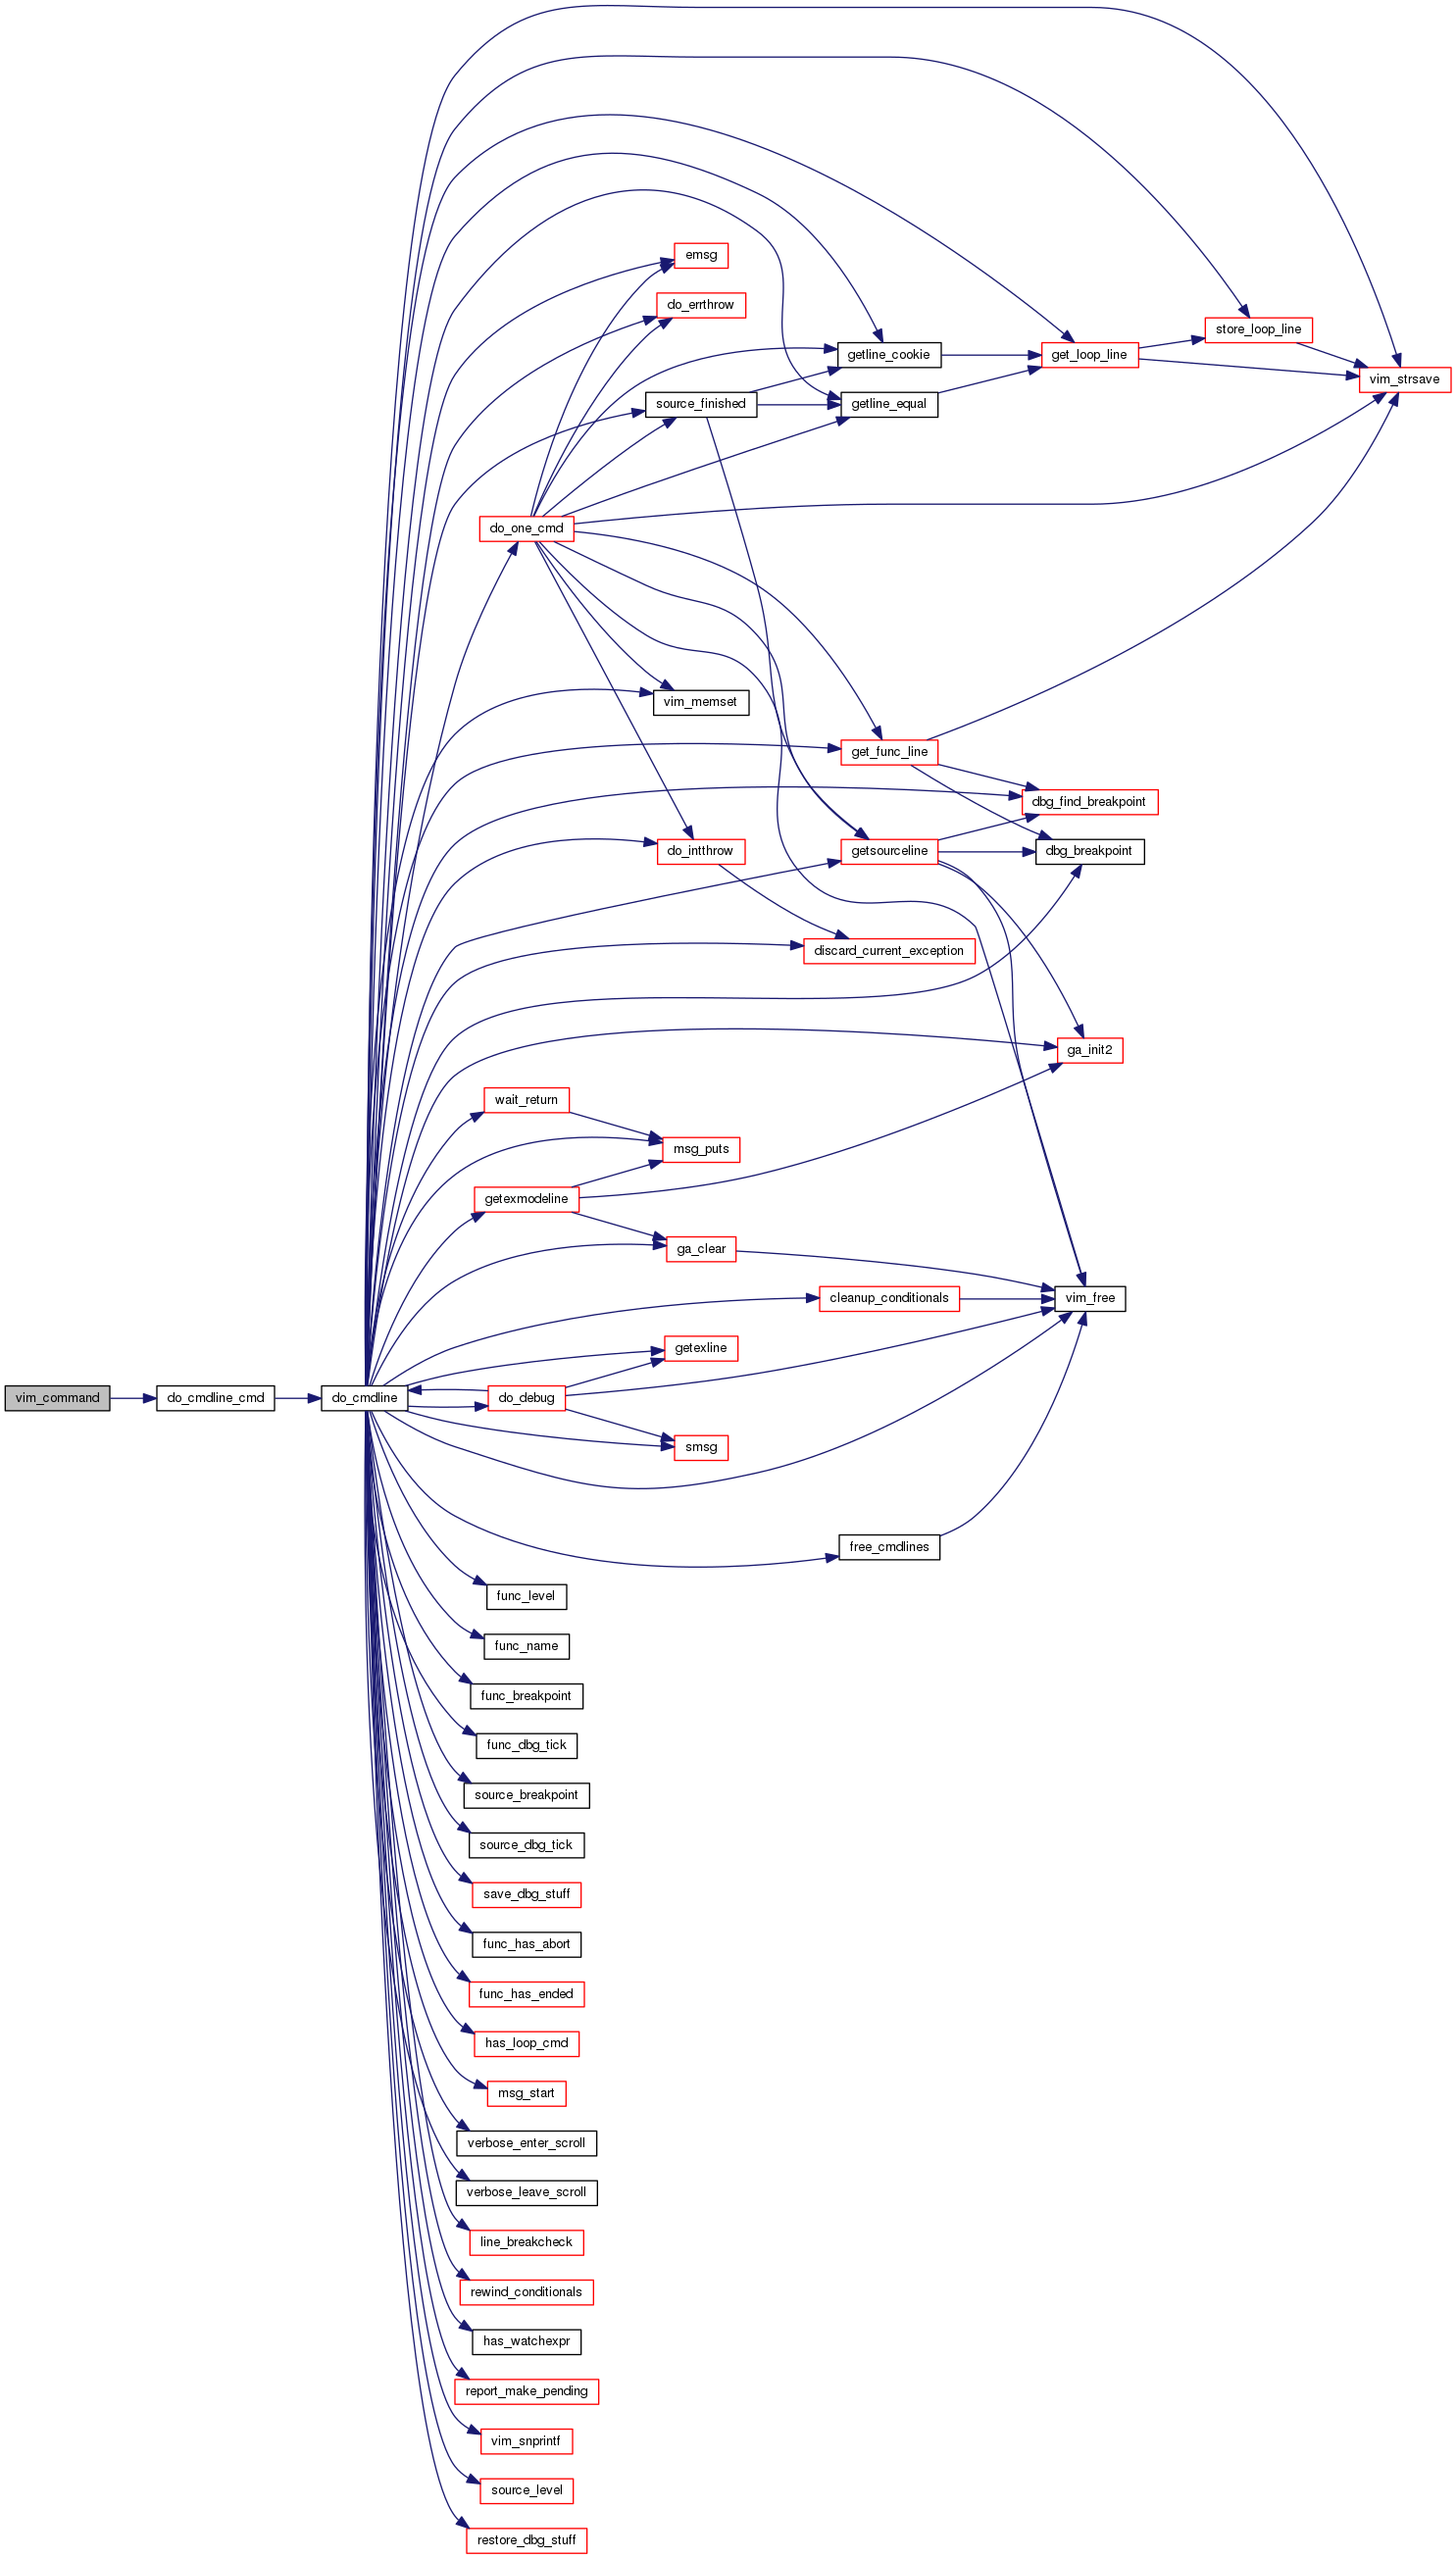 emsg
do_errthrow
store_loop_line
getline_cookie
get_loop_line
vim_strsave
source_finished
getline_equal
do_one_cmd
vim_memset
get_func_line
dbg_find_breakpoint
do_intthrow
getsourceline
dbg_breakpoint
discard_current_exception
ga_init2
wait_return
msg_puts
getexmodeline
ga_clear
cleanup_conditionals
vim_free
getexline
vim_command
do_cmdline_cmd
do_cmdline
do_debug
smsg
free_cmdlines
func_level
func_name
func_breakpoint
func_dbg_tick
source_breakpoint
source_dbg_tick
save_dbg_stuff
func_has_abort
func_has_ended
has_loop_cmd
msg_start
verbose_enter_scroll
verbose_leave_scroll
line_breakcheck
rewind_conditionals
has_watchexpr
report_make_pending
vim_snprintf
source_level
restore_dbg_stuff